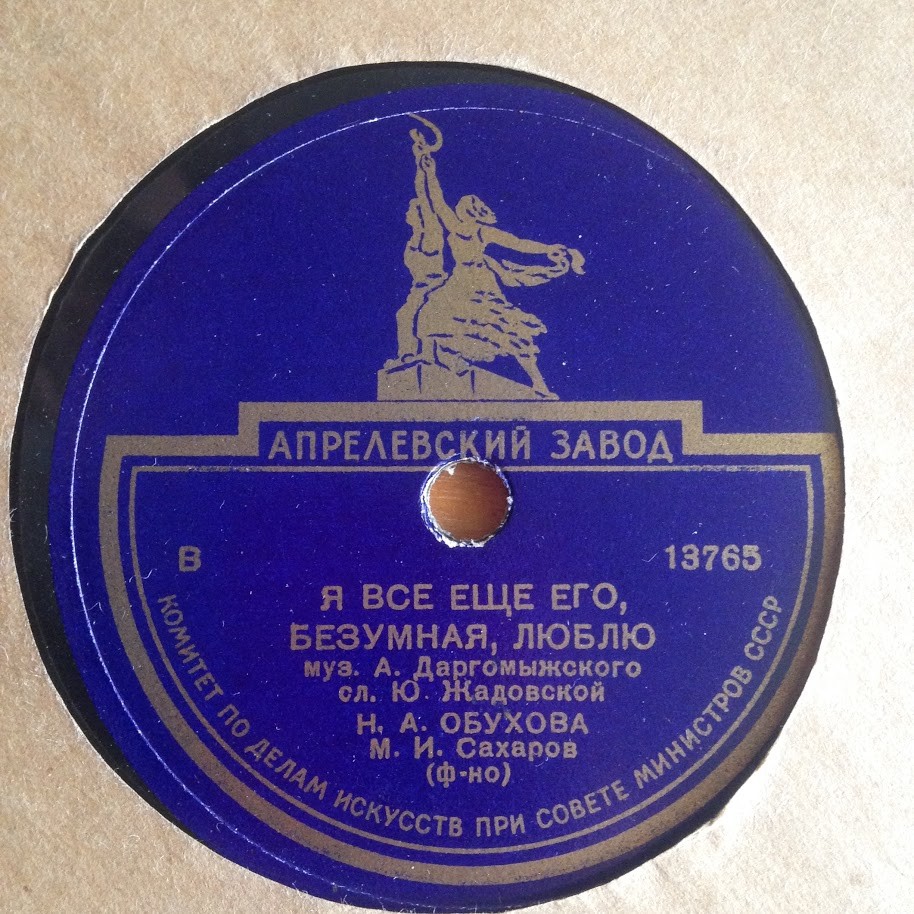 АПРЕЛЕВСКИЙ ЗАВОД
В 13765
Я ВСЕ ЕЩЕ ЕГО,
БЕЗУМНАЯ, ЛЮБЛЮ
муз. А. Даргомыжского
сл. Ю. Жадовской
Н. А. ОБУХОВА
М. И. Сахаров
(ф-но)
КОМИТЕТ ПО ДЕЛАМ ИСКУССТВ ПРИ СОВЕТЕ МИНИСТРОВ СССР